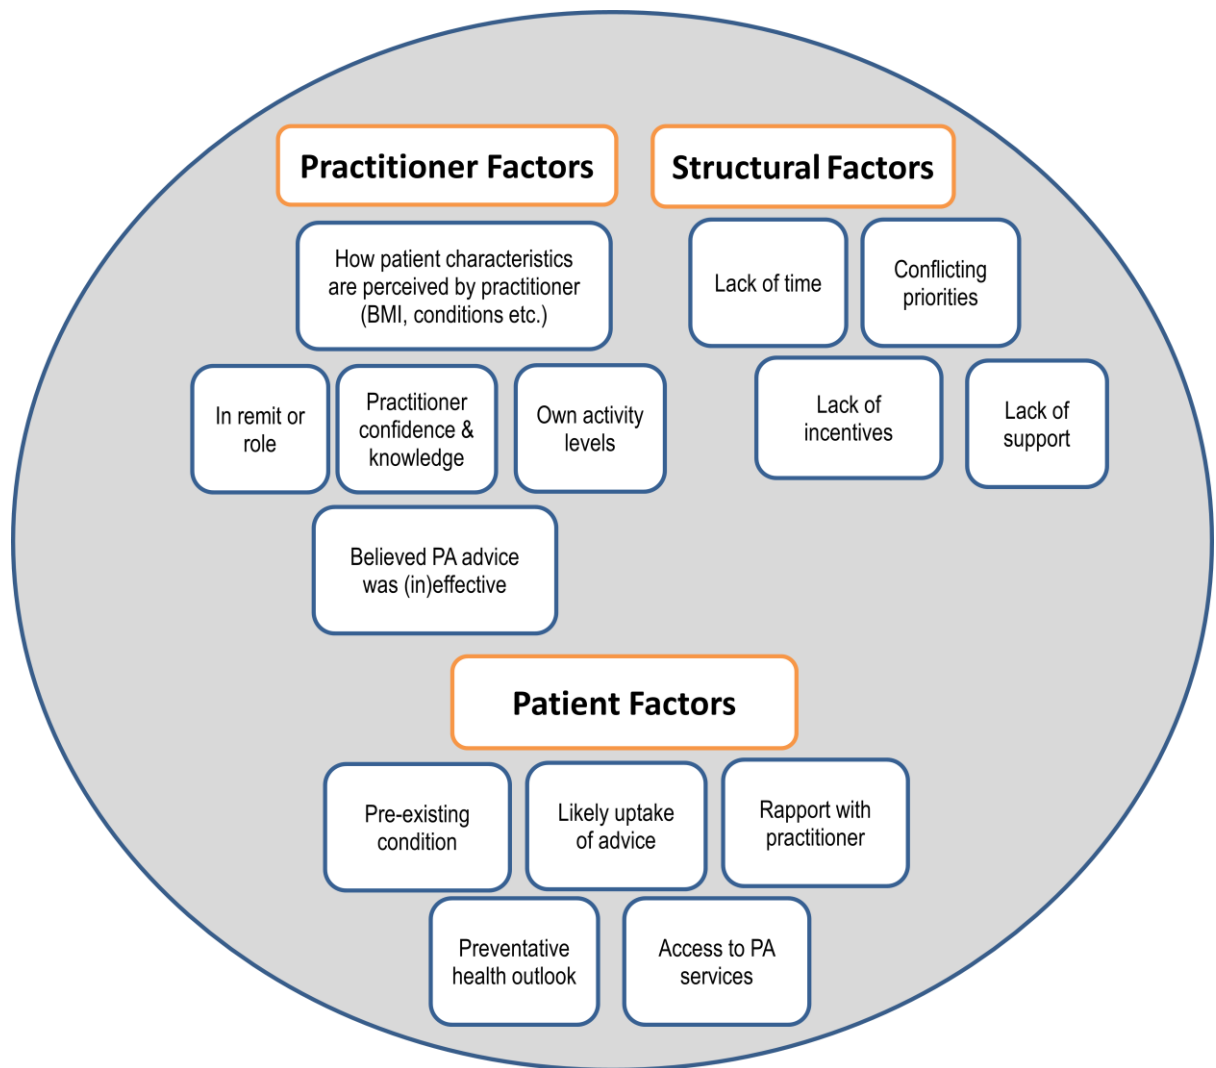 Practitioner Factors
How patient characteristics
are perceived by practitioner
(BMI, conditions etc.)
In remit or
role
Practitioner
confidence &
knowledge
Own activity
levels
Believed PA advice
was (in)effective
Structural Factors
Lack of time
Conflicting
priorities
Lack of
incentives
Lack of
support
Patient Factors
Pre-existing
condition
Likely uptake
of advice
Rapport with
practitioner
Preventative
health outlook
Access to PA
services